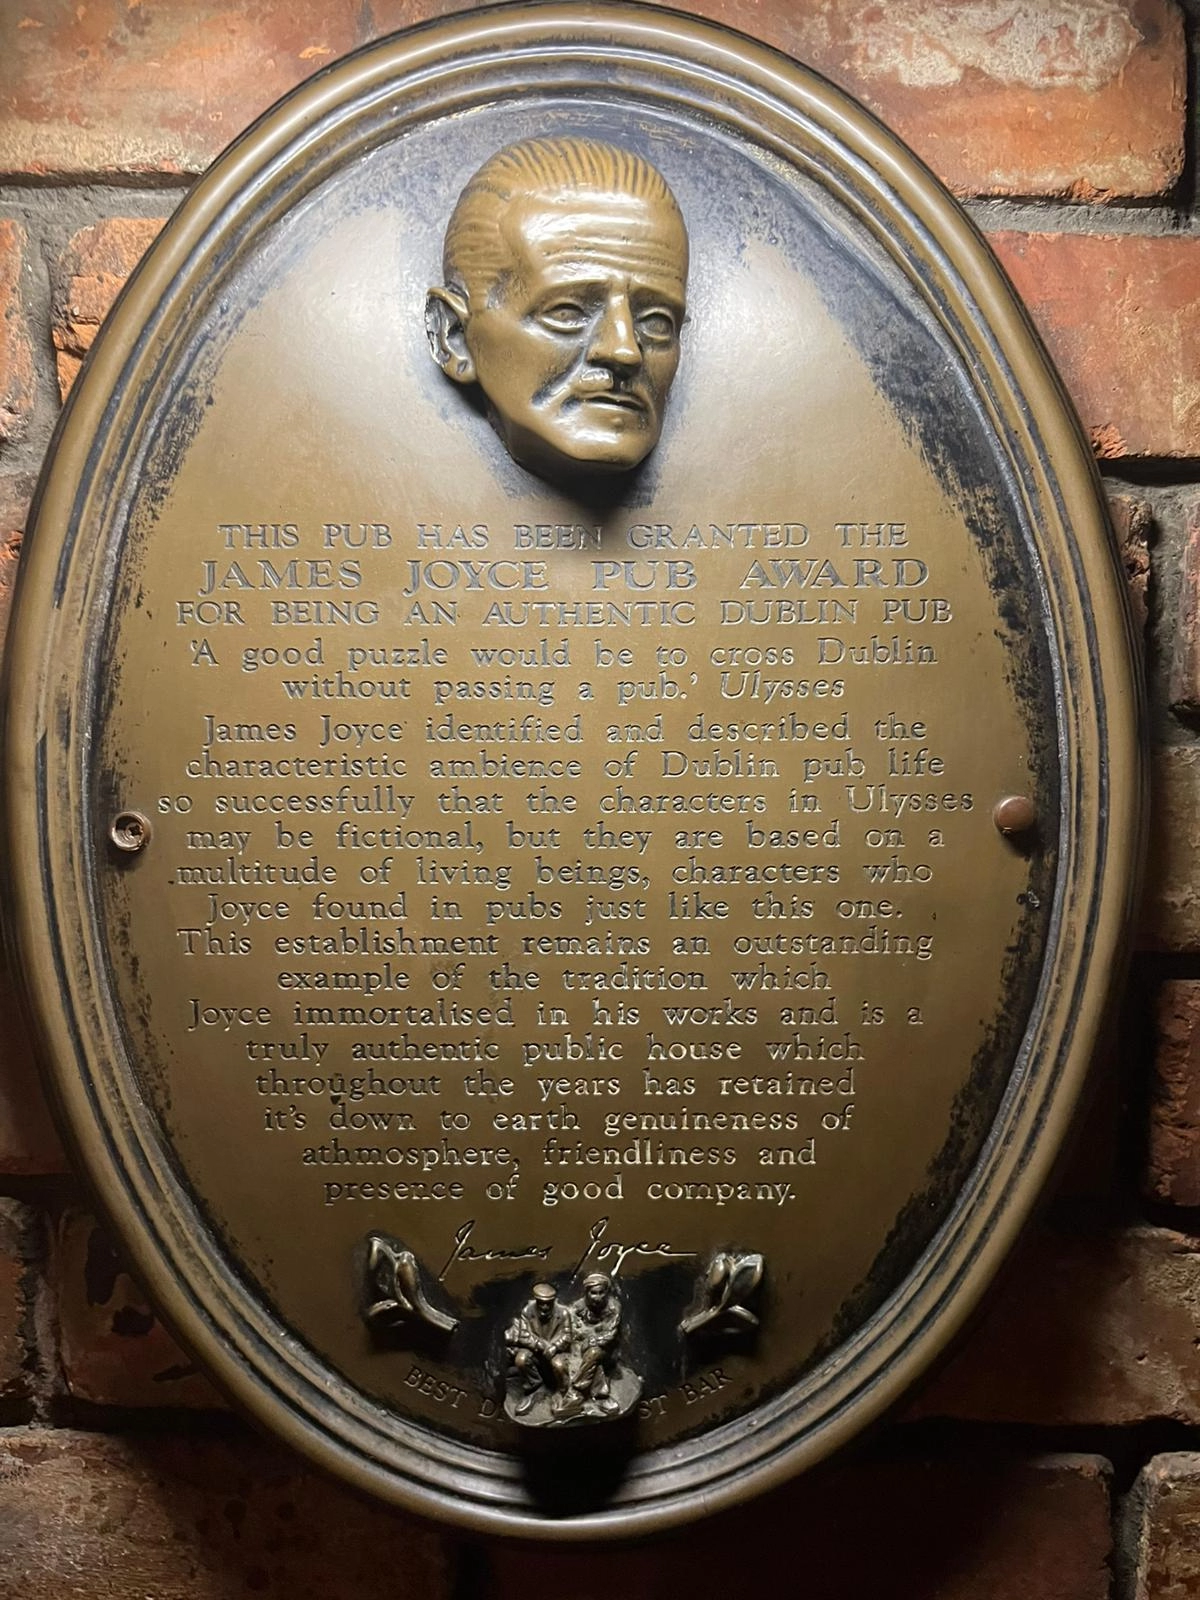 THIS PUB HAS BEEN GRANTED THE
JAMES JOYCE PUB AWARD
FOR BEING AN AUTHENTIC DUBLIN PUB
'A good puzzle would be to cross Dublin
without passing a pub.' Ulysses
James Joyce identified and described the
characteristic ambience of Dublin pub life
so successfully that the characters in Ulysses
may be fictional, but they are based on a
multitude of living beings, characters who
Joyce found in pubs just like this one.
This establishment remains an outstanding
example of the tradition which
Joyce immortalised in his works and is a
truly authentic public house which
throughout the years has retained
it's down to earth genuineness of
athmosphere, friendliness and
presence of good company.
James Joyce
BEST BAR